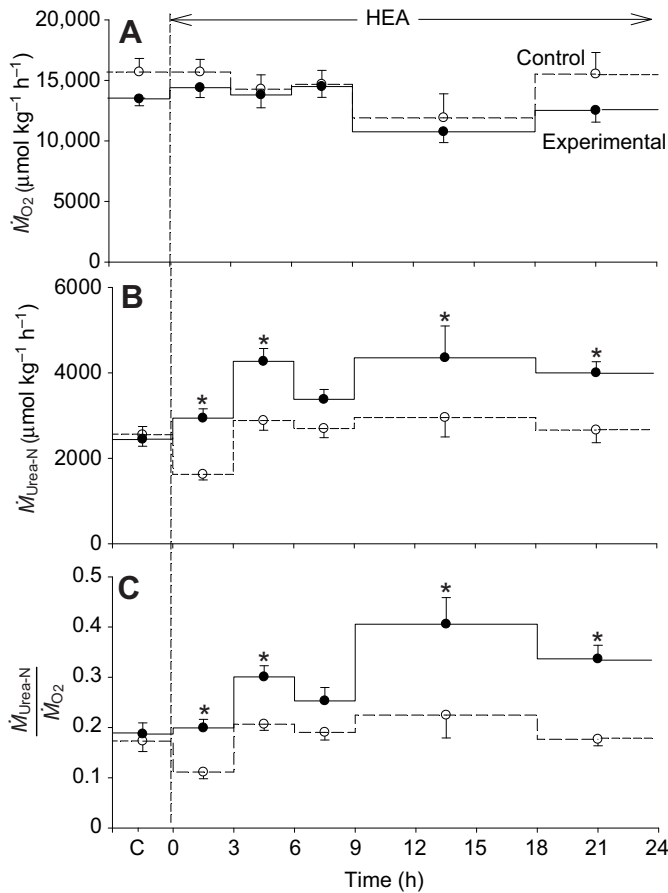 HEA
A
Control
Experimental
20,000
15,000
10,000
5000
0
ṀO2 (µmol kg–1 h–1)
B
6000
4000
2000
0
ṀUrea-N (µmol kg–1 h–1)
*
*
*
*
C
0.5
0.4
0.3
0.2
0.1
0
ṀUrea-N
ṀO2
*
*
*
*
C 0 3 6 9 12 15 18 21 24
Time (h)